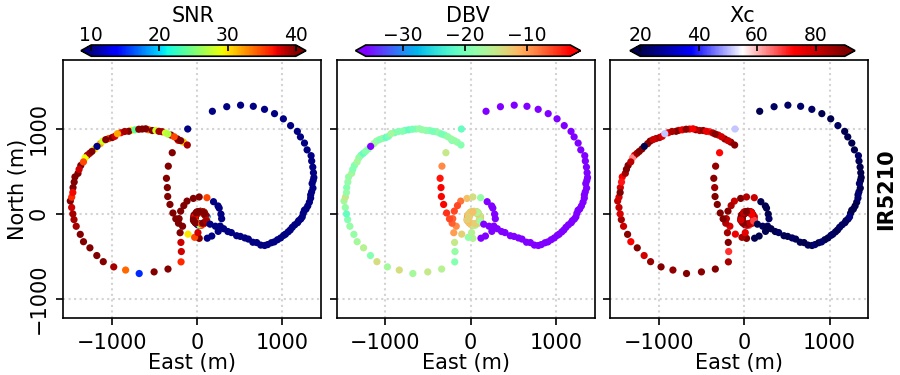 SNR DBV Xc
10 20 30 40 −30 −20 −10 20 40 60 80
North (m)
1000
0
−1000
−1000 0 1000 −1000 0 1000 −1000 0 1000
East (m) East (m) East (m)
IR5210